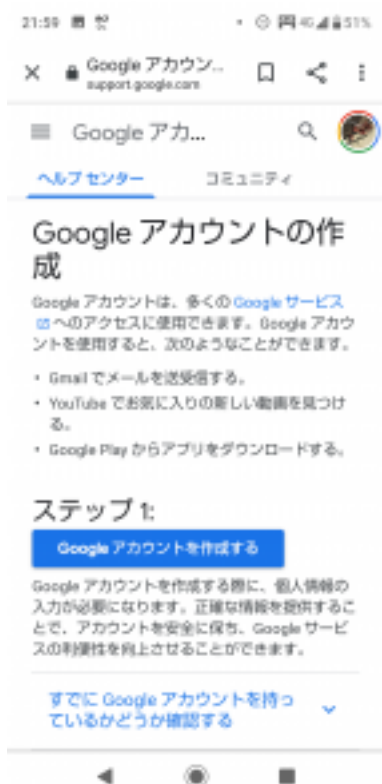 21:59
4G 51%
Google アカウン...
support.google.com
Google アカ...
ヘルプ センター コミュニティ
Google アカウントの作
成
Google アカウントは、多くの Google サービス
へのアクセスに使用できます。Google アカウ
ントを使用すると、次のようなことができます。
・ Gmail でメールを送受信する。
・ YouTube でお気に入りの新しい動画を見つけ
る。
・ Google Play からアプリをダウンロードする。
ステップ 1:
Google アカウントを作成する
Google アカウントを作成する際に、個人情報の
入力が必要になります。正確な情報を提供するこ
とで、アカウントを安全に保ち、Google サービ
スの利便性を向上させることができます。
すでに Google アカウントを持っ
ているかどうか確認する